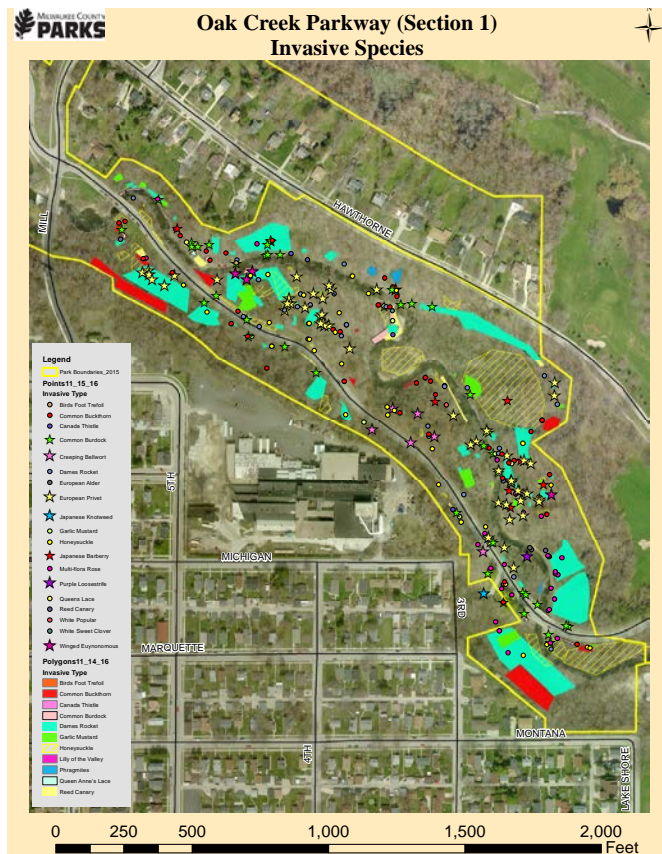 MILWAUKEE COUNTY
PARKS
Oak Creek Parkway (Section 1)
Invasive Species
HAWTHORNE
MILL
5TH
MICHIGAN
3RD
MARQUETTE
4TH
MONTANA
LAKE SHORE
Legend
Park Boundaries_2015
Points11_15_16
Invasive Type
Birds Foot Trefoil
Common Buckthorn
Canada Thistle
Common Burdock
Creeping Bellwort
Dames Rocket
European Alder
European Privet
Japanese Knotweed
Garlic Mustard
Honeysuckle
Japanese Barberry
Multi-flora Rose
Purple Loosestrife
Queens Lace
Reed Canary
White Popular
White Sweet Clover
Winged Euynonomous
Polygons11_14_16
Invasive Type
Birds Foot Trefoil
Common Buckthorn
Canada Thistle
Common Burdock
Dames Rocket
Garlic Mustard
Honeysuckle
Lilly of the Valley
Phragmites
Queen Anne's Lace
Reed Canary
0 250 500 1,000 1,500 2,000
Feet